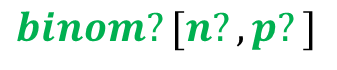 binom? [n? , p? ]